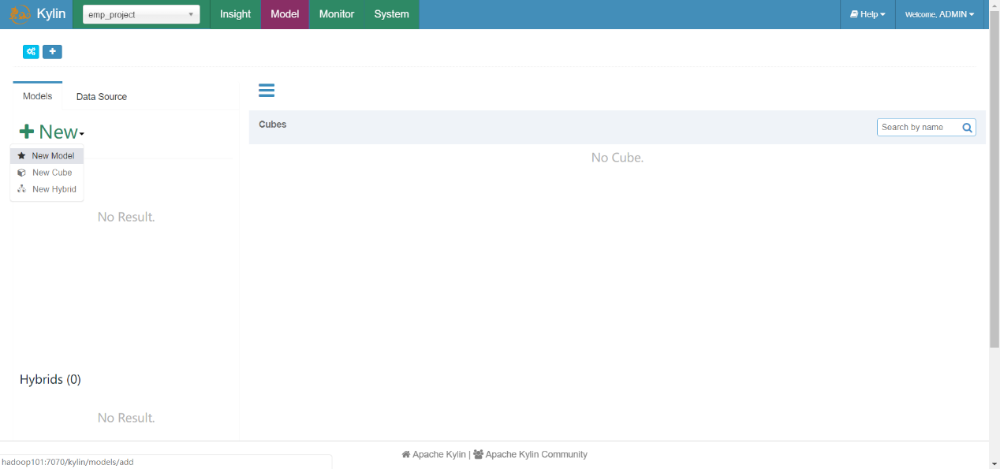 Kylin emp_project Insight Model Monitor System Help Welcome, ADMIN
Models Data Source
New
New Model
New Cube
New Hybrid
No Result.
Hybrids (0)
No Result.
Cubes Search by name
No Cube.
Apache Kylin | Apache Kylin Community
hadoop101:7070/kylin/models/add